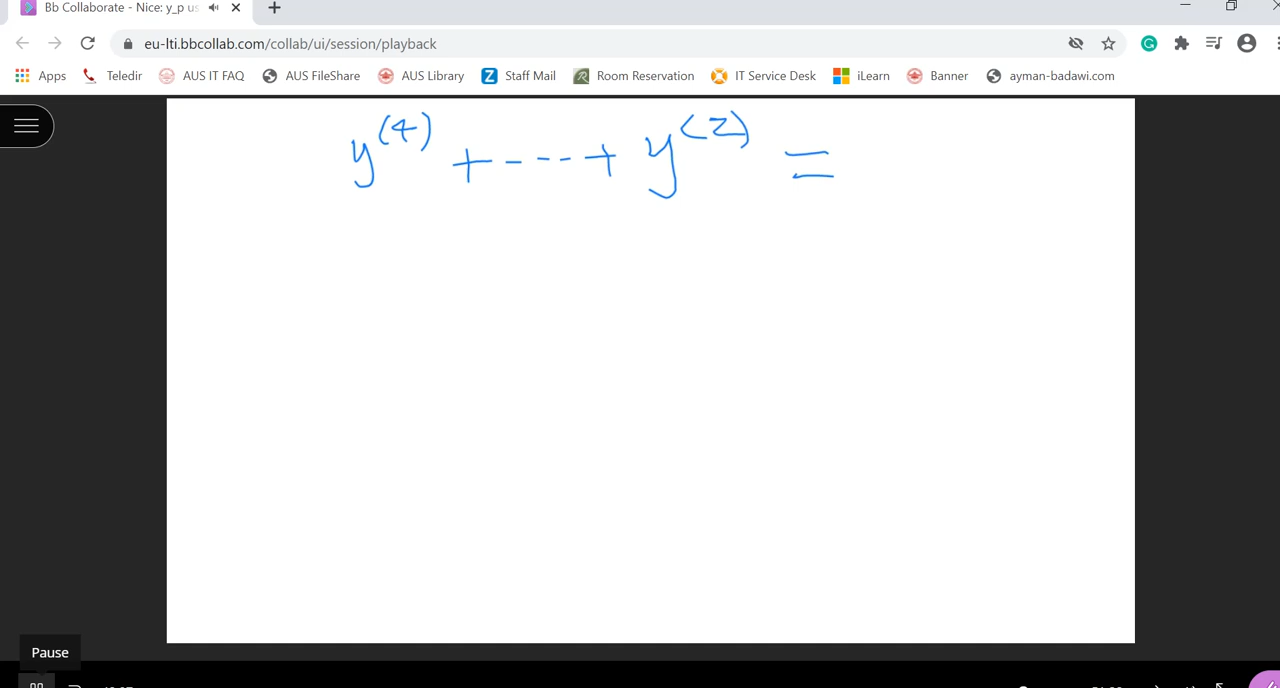 Bb Collaborate - Nice: y_p us
eu-lti.bbcollab.com/collab/ui/session/playback
Apps Teledir AUS IT FAQ AUS FileShare AUS Library Staff Mail Room Reservation IT Service Desk iLearn Banner ayman-badawi.com
y^(4) + - - - + y^(2) =
Pause